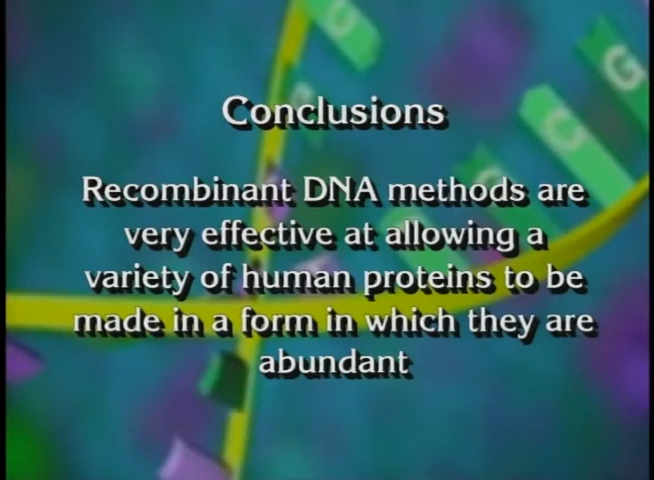 Conclusions
Recombinant DNA methods are
very effective at allowing a
variety of human proteins to be
made in a form in which they are
abundant
G
C
G